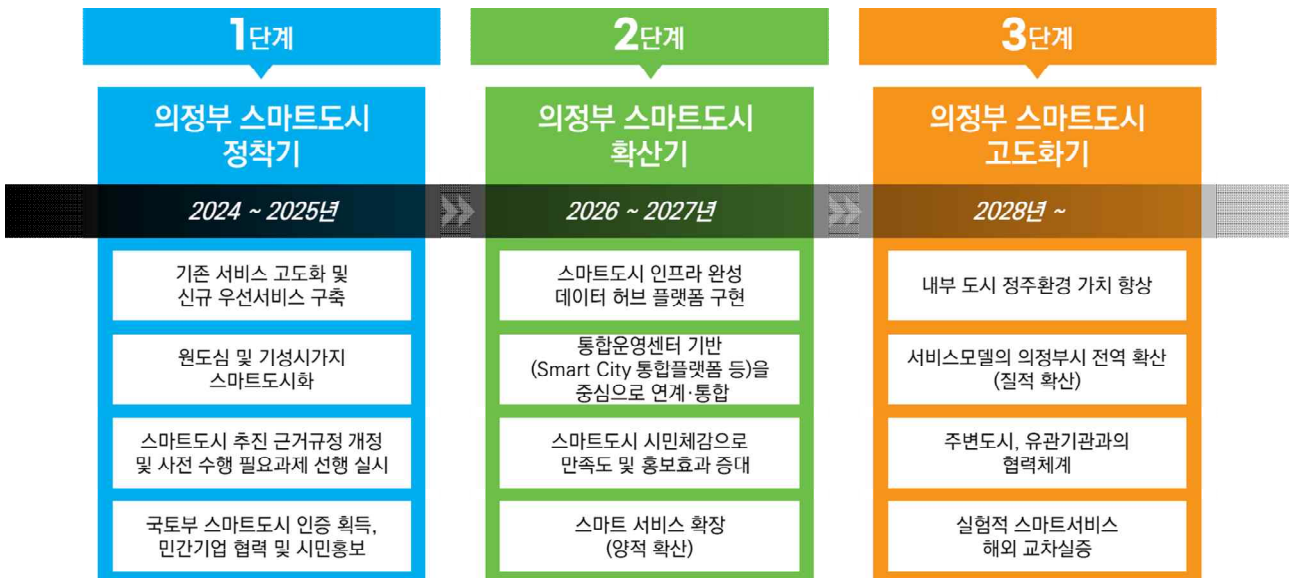 1단계
의정부 스마트도시
정착기
2024 ~ 2025년
기존 서비스 고도화 및
신규 우선서비스 구축
원도심 및 기성시가지
스마트도시화
스마트도시 추진 근거규정 개정
및 사전 수행 필요과제 선행 실시
국토부 스마트도시 인증 획득,
민간기업 협력 및 시민홍보
2단계
의정부 스마트도시
확산기
2026 ~ 2027년
스마트도시 인프라 완성
데이터 허브 플랫폼 구현
통합운영센터 기반
(Smart City 통합플랫폼 등)을
중심으로 연계·통합
스마트도시 시민체감으로
만족도 및 홍보효과 증대
스마트 서비스 확장
(양적 확산)
3단계
의정부 스마트도시
고도화기
2028년 ~
내부 도시 정주환경 가치 향상
서비스모델의 의정부시 전역 확산
(질적 확산)
주변도시, 유관기관과의
협력체계
실험적 스마트서비스
해외 교차실증